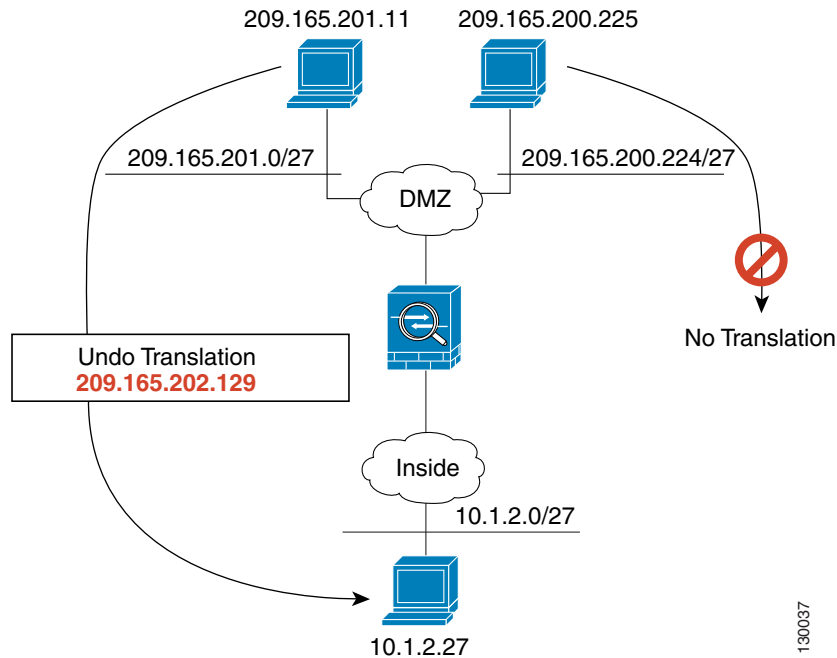 209.165.201.11
209.165.200.225
209.165.201.0/27
209.165.200.224/27
DMZ
No Translation
Undo Translation
209.165.202.129
Inside
10.1.2.0/27
10.1.2.27
130037